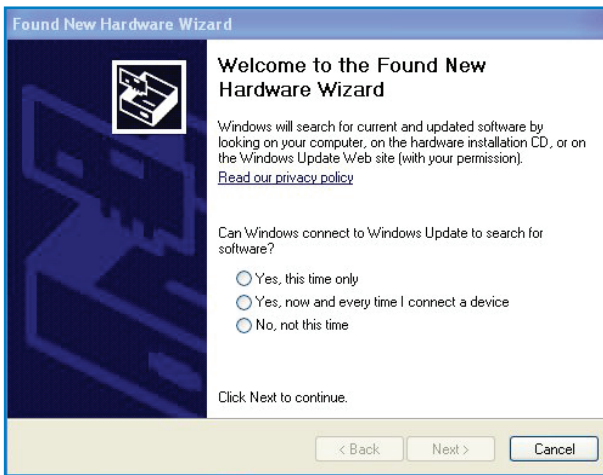 Found New Hardware Wizard
Welcome to the Found New
Hardware Wizard
Windows will search for current and updated software by
looking on your computer, on the hardware installation CD, or on
the Windows Update Web site (with your permission).
Read our privacy policy
Can Windows connect to Windows Update to search for
software?
Yes, this time only
Yes, now and every time I connect a device
No, not this time
Click Next to continue.
< Back Next > Cancel